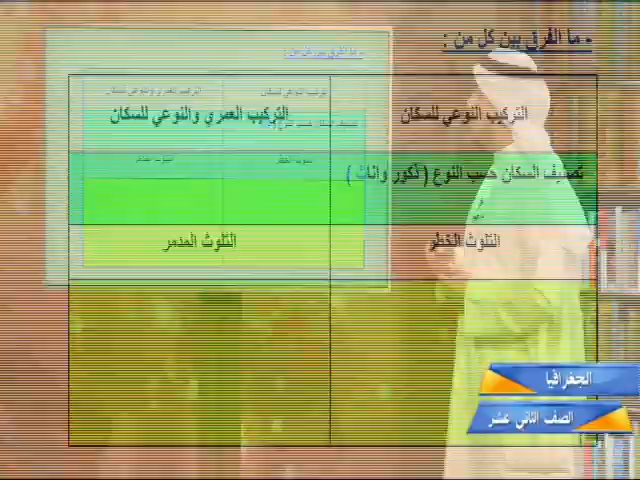 - ما الفرق بين كل من :
التركيب النوعي للسكان
التركيب العمري والنوعي للسكان
تصنيف السكان حسب النوع ( ذكور واناث )
التلوث الخطر
التلوث المدمر
الجغرافيا
الصف الثاني عشر